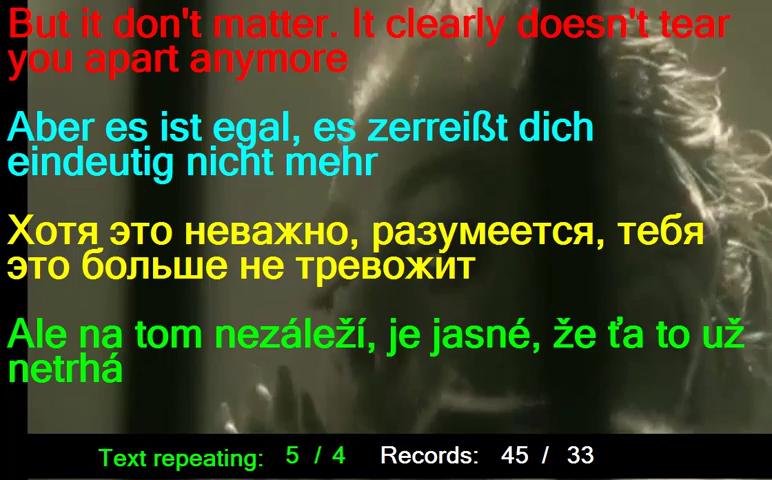 But it don't matter. It clearly doesn't tear
you apart anymore
Aber es ist egal, es zerreißt dich
eindeutig nicht mehr
Хотя это неважно, разумеется, тебя
это больше не тревожит
Ale na tom nezáleží, je jasné, že ťa to už
netrhá
Text repeating: 5 / 4 Records: 45 / 33